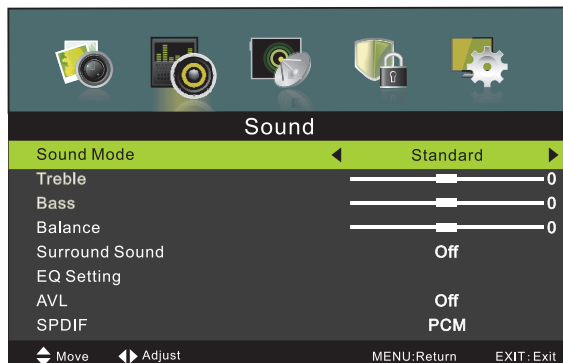 Sound
Sound Mode Standard
Treble 0
Bass 0
Balance 0
Surround Sound Off
EQ Setting
AVL Off
SPDIF PCM
Move Adjust MENU:Return EXIT:Exit